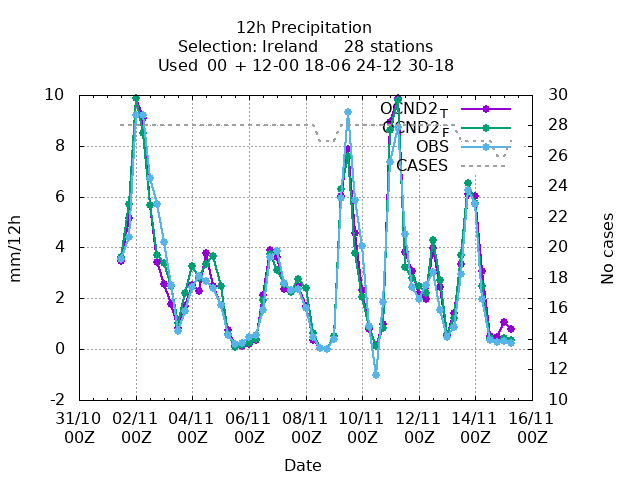 12h Precipitation
Selection: Ireland 28 stations
Used 00 + 12-00 18-06 24-12 30-18
mm/12h
10
8
6
4
2
0
-2
OCND2T
OCND2F
OBS
CASES
30
28
26
24
22
20
18
16
14
12
10
No cases
31/10 02/11 04/11 06/11 08/11 10/11 12/11 14/11 16/11
00Z 00Z 00Z 00Z 00Z 00Z 00Z 00Z 00Z
Date